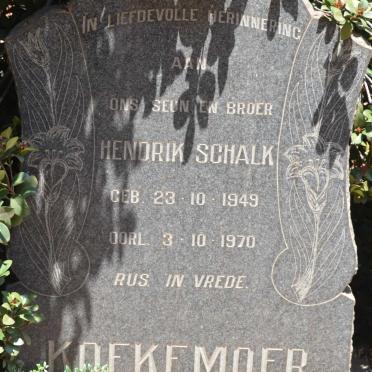 IN LIEFDEVOLLE HERINNERING
AAN
ONS SEUN EN BROER
HENDRIK SCHALK
GEB. 23-10-1949
OORL. 3-10-1970
RUS IN VREDE.
KOEKEMOER